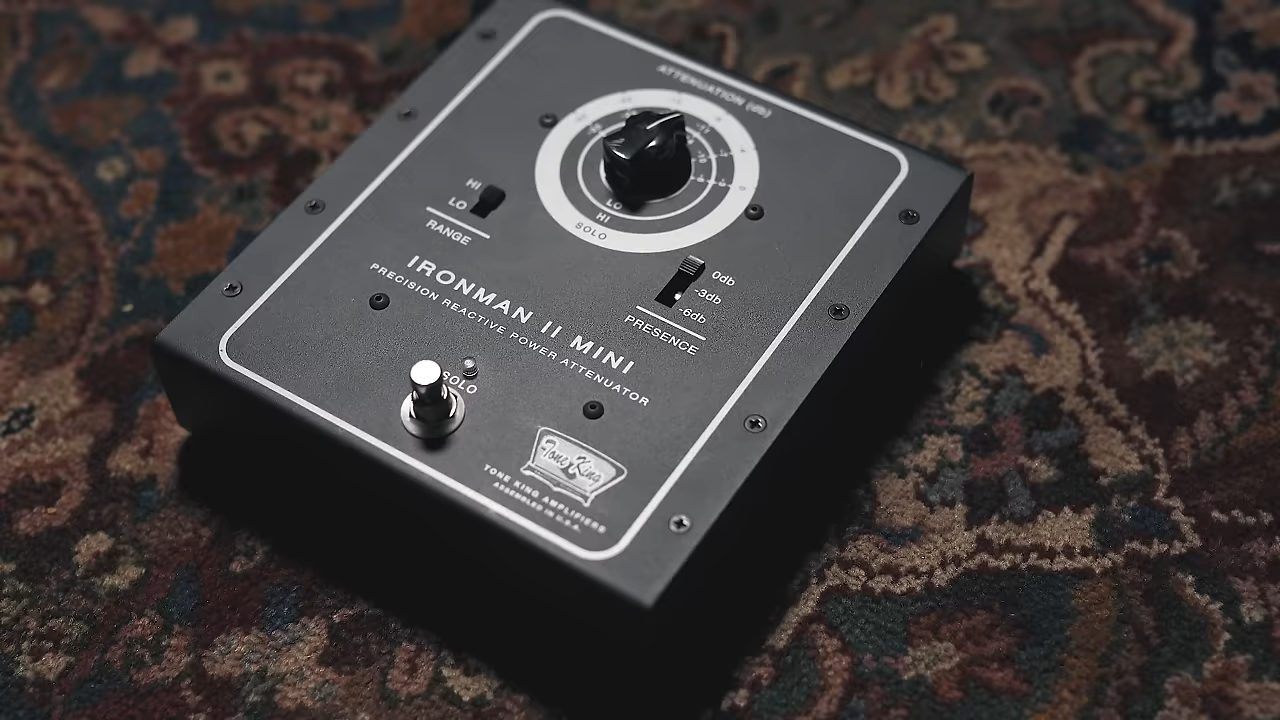 ATTENUATION (db)
LO
HI
SOLO
HI
LO
RANGE
0db
-3db
-6db
PRESENCE
IRONMAN II MINI
PRECISION REACTIVE POWER ATTENUATOR
SOLO
Tone King
TONE KING AMPLIFIERS
ASSEMBLED IN U.S.A.